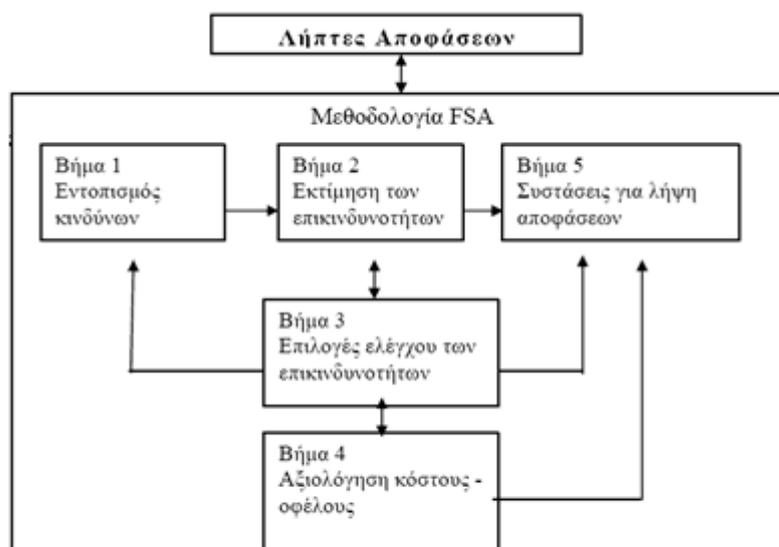 Λήπτες Αποφάσεων
Μεθοδολογία FSA
Βήμα 1
Εντοπισμός
κινδύνων
Βήμα 2
Εκτίμηση των
επικινδυνοτήτων
Βήμα 5
Συστάσεις για λήψη
αποφάσεων
Βήμα 3
Επιλογές ελέγχου των
επικινδυνοτήτων
Βήμα 4
Αξιολόγηση κόστους -
οφέλους